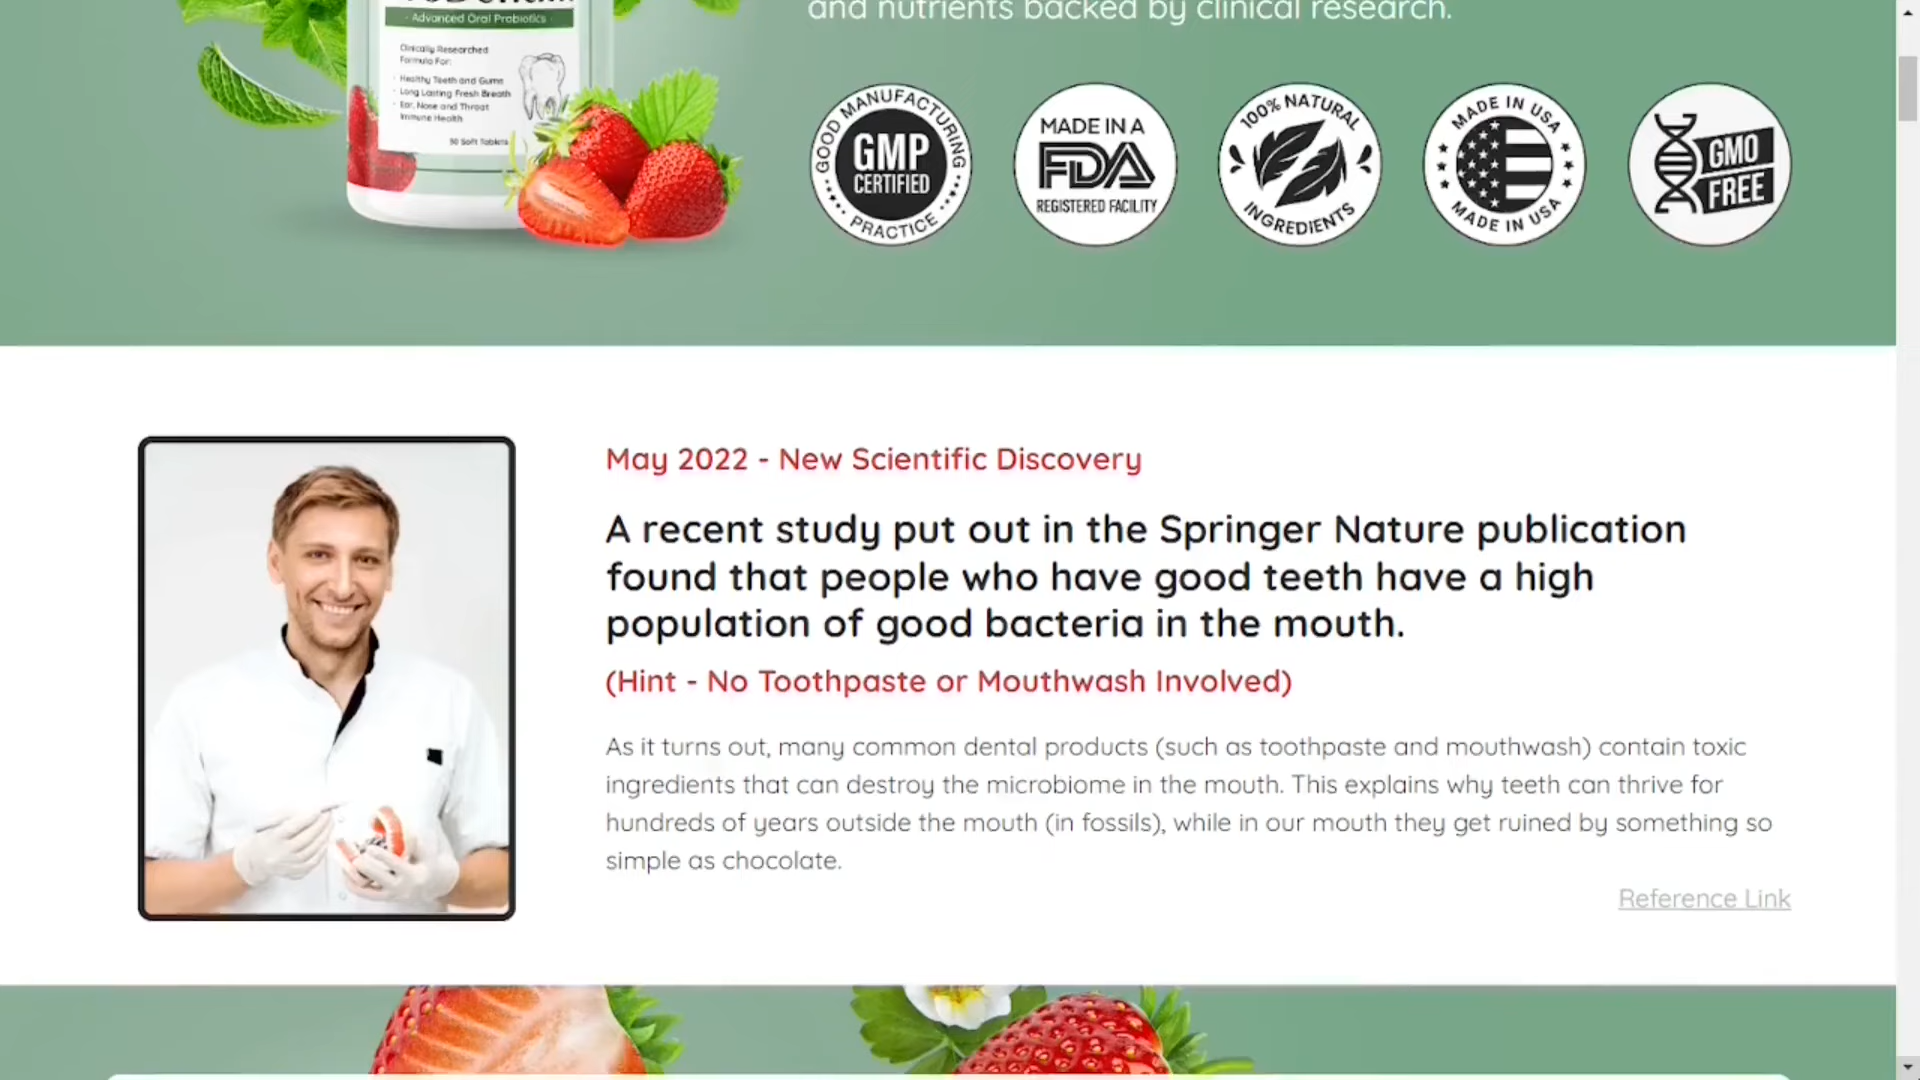 and nutrients backed by clinical research.
- Advanced Oral Probiotics -
Clinically Researched
Formula For:
· Healthy Teeth and Gums
· Long Lasting Fresh Breath
· Ear, Nose and Throat
Immune Health
30 Soft Tablets
GOOD MANUFACTURING
GMP
CERTIFIED
PRACTICE
MADE IN A
FDA
REGISTERED FACILITY
100% NATURAL
INGREDIENTS
MADE IN USA
MADE IN USA
GMO
FREE
May 2022 - New Scientific Discovery
A recent study put out in the Springer Nature publication
found that people who have good teeth have a high
population of good bacteria in the mouth.
(Hint - No Toothpaste or Mouthwash Involved)
As it turns out, many common dental products (such as toothpaste and mouthwash) contain toxic
ingredients that can destroy the microbiome in the mouth. This explains why teeth can thrive for
hundreds of years outside the mouth (in fossils), while in our mouth they get ruined by something so
simple as chocolate.
Reference Link